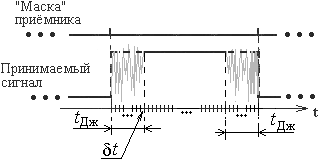 "Маска"
приёмника
Принимаемый
сигнал
... ...
t
tДж tДж
δt